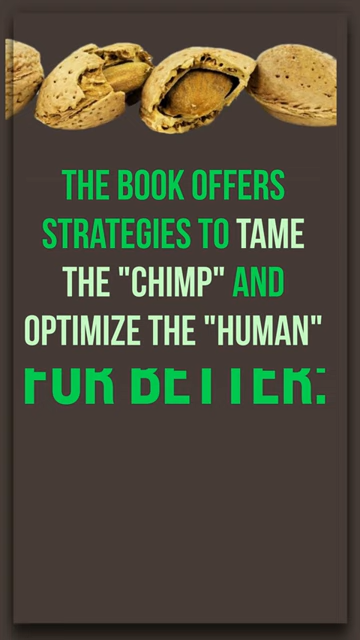 THE BOOK OFFERS
STRATEGIES TO TAME
THE "CHIMP" AND
OPTIMIZE THE "HUMAN"
FOR BETTER: